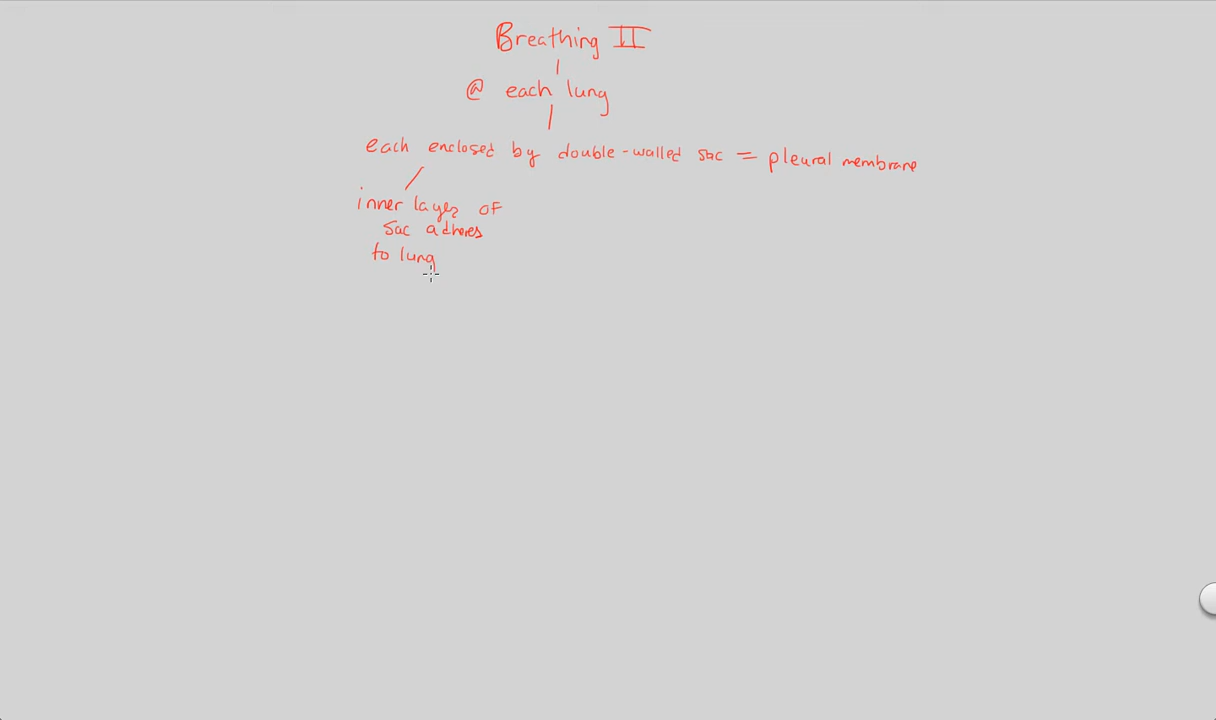 Breathing II
@ each lung
each enclosed by double-walled sac = pleural membrane
inner layer of
sac adheres
to lung